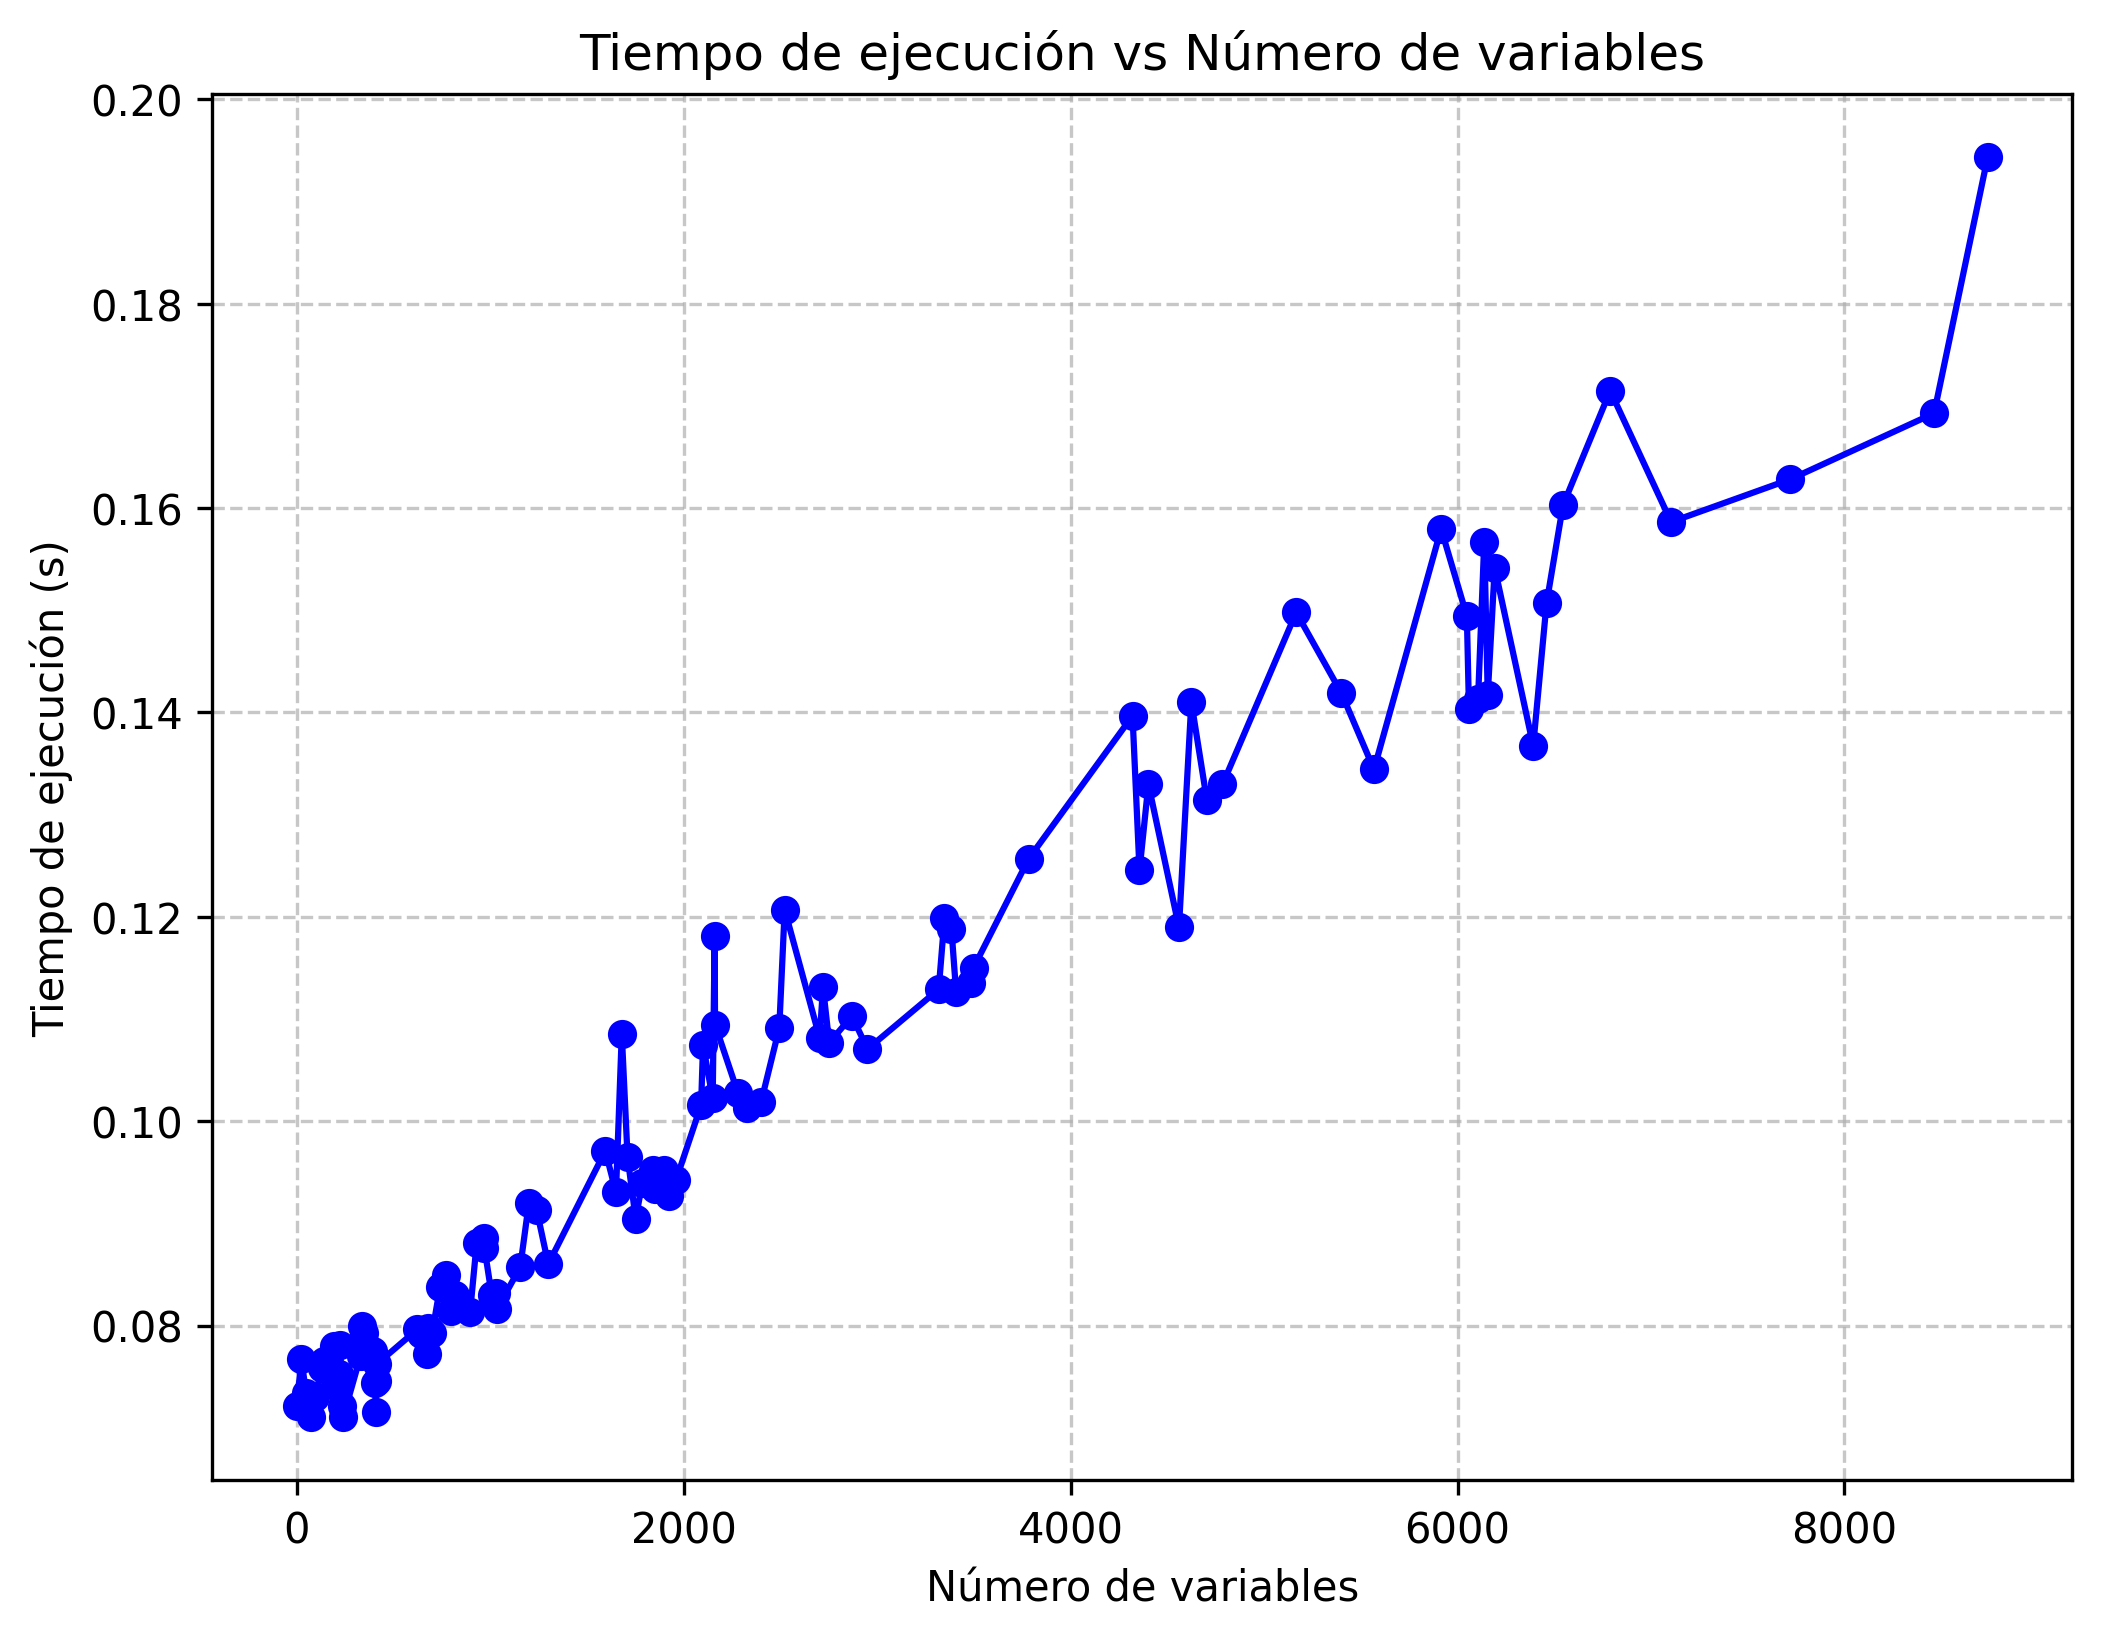 Tiempo de ejecución vs Número de variables
0.20
0.18
0.16
0.14
0.12
0.10
0.08
Tiempo de ejecución (s)
0 2000 4000 6000 8000
Número de variables